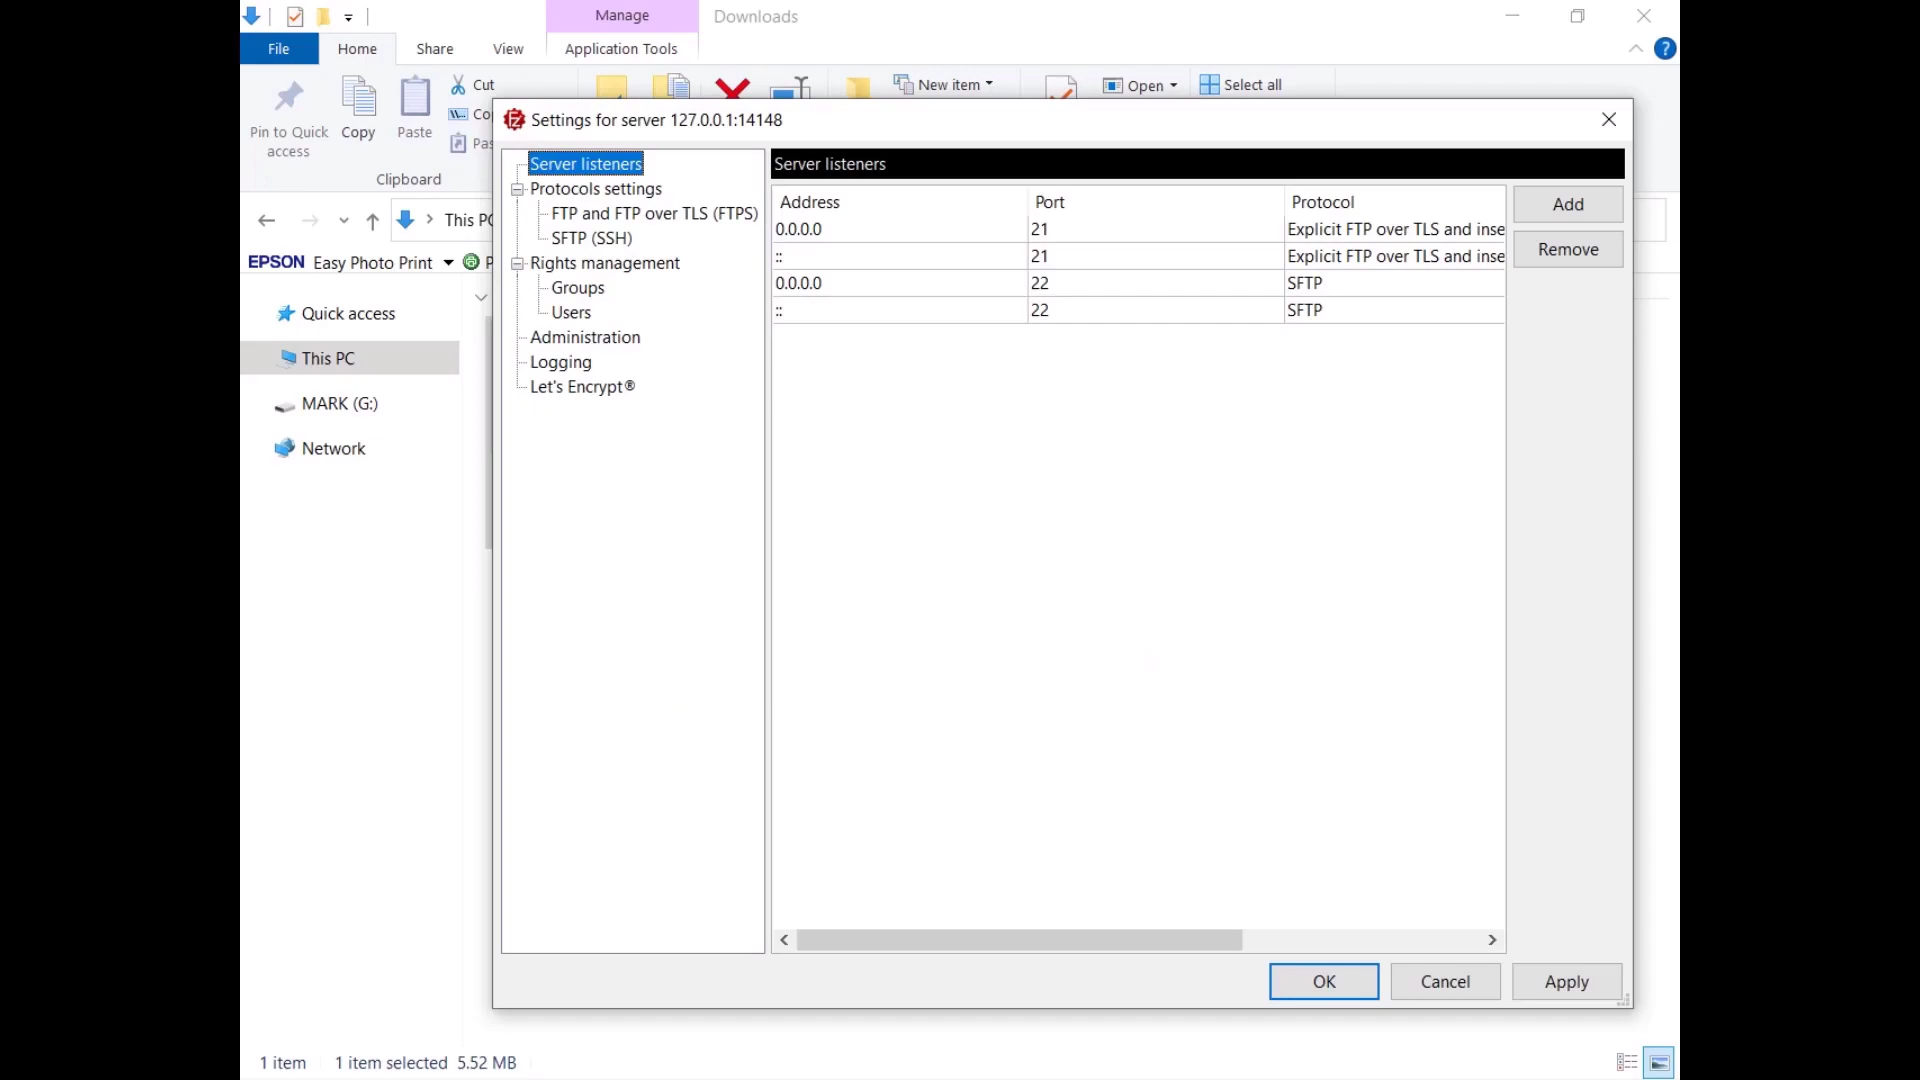 Manage
Downloads
File
Home
Share
View
Application Tools
Pin to Quick
access
Copy
Paste
Cut
New item
Open
Select all
Clipboard
Settings for server 127.0.0.1:14148
This PC
EPSON Easy Photo Print
Quick access
This PC
MARK (G:)
Network
Server listeners
Protocols settings
FTP and FTP over TLS (FTPS)
SFTP (SSH)
Rights management
Groups
Users
Administration
Logging
Let's Encrypt®
Server listeners
Address Port Protocol
0.0.0.0 21 Explicit FTP over TLS and inse
:: 21 Explicit FTP over TLS and inse
0.0.0.0 22 SFTP
:: 22 SFTP
Add
Remove
OK
Cancel
Apply
1 item 1 item selected 5.52 MB